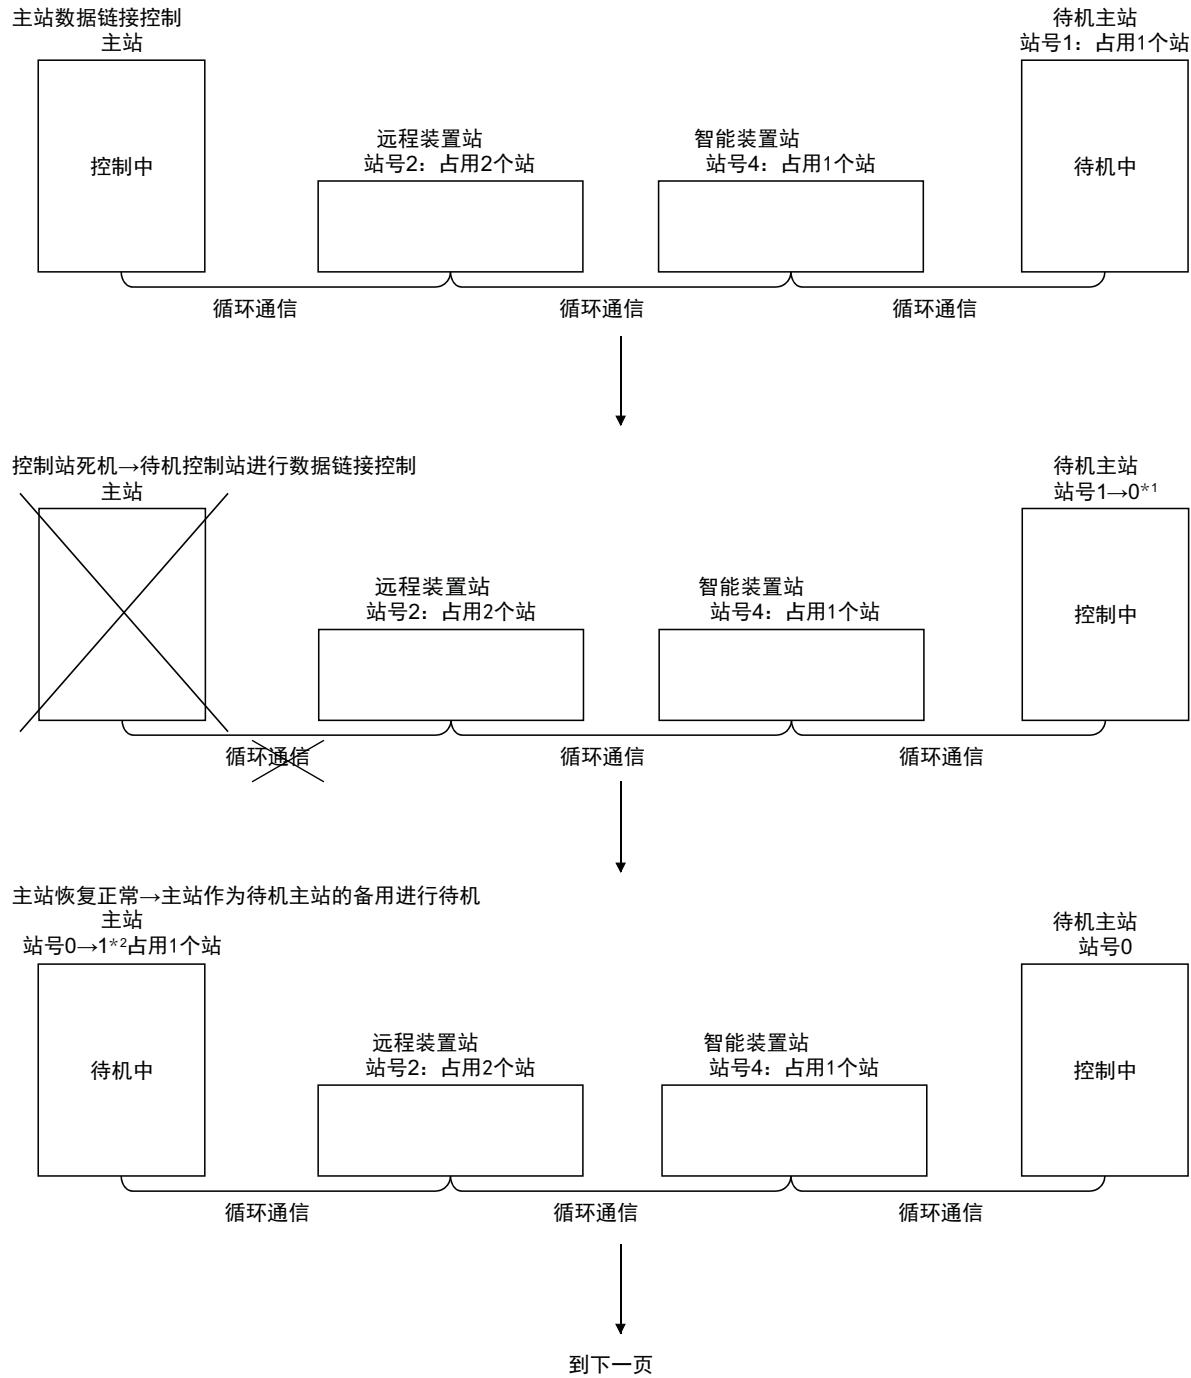 主站数据链接控制
主站
待机主站
站号1：占用1个站
控制中
远程装置站
站号2：占用2个站
智能装置站
站号4：占用1个站
待机中
循环通信
循环通信
循环通信
控制站死机→待机控制站进行数据链接控制
主站
待机主站
站号1→0*1
远程装置站
站号2：占用2个站
智能装置站
站号4：占用1个站
控制中
循环通信
循环通信
循环通信
主站恢复正常→主站作为待机主站的备用进行待机
主站
站号0→1*2占用1个站
待机主站
站号0
待机中
远程装置站
站号2：占用2个站
智能装置站
站号4：占用1个站
控制中
循环通信
循环通信
循环通信
到下一页